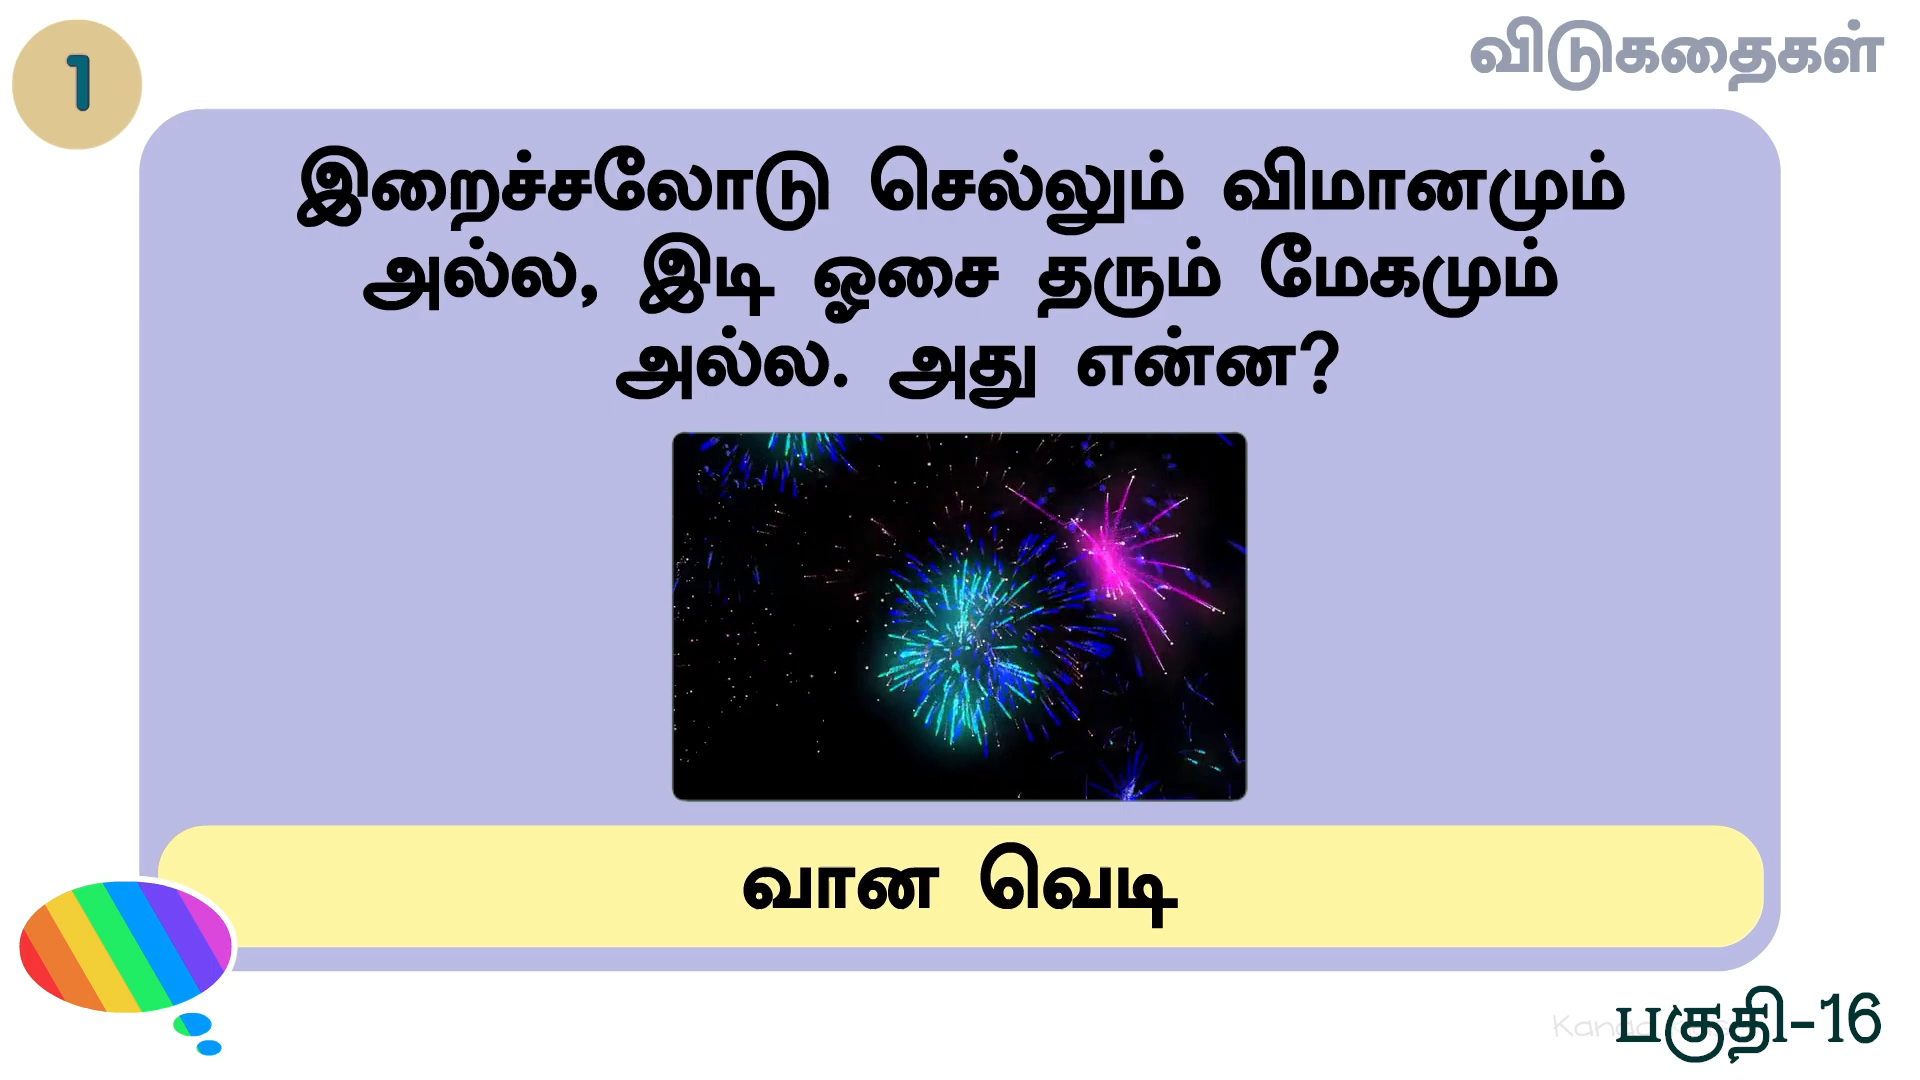 1
விடுகதைகள்
இறைச்சலோடு செல்லும் விமானமும்
அல்ல, இடி ஓசை தரும் மேகமும்
அல்ல. அது என்ன?
வான வெடி
பகுதி-16